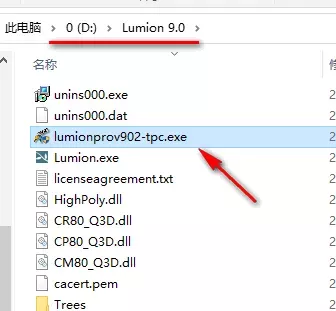 此电脑 > 0 (D:) > Lumion 9.0
名称
unins000.exe
unins000.dat
lumionprov902-tpc.exe
Lumion.exe
licenseagreement.txt
HighPoly.dll
CR80_Q3D.dll
CP80_Q3D.dll
CM80_Q3D.dll
cacert.pem
Trees